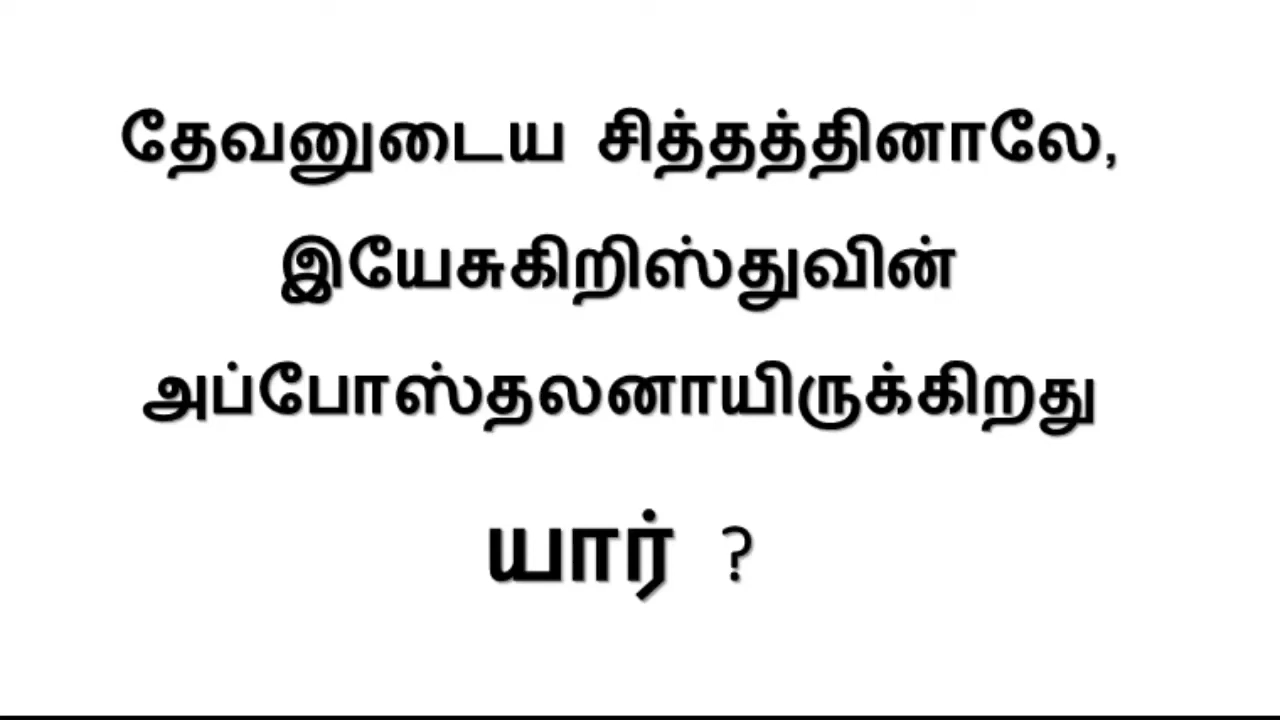 தேவனுடைய சித்தத்தினாலே,
இயேசுகிறிஸ்துவின்
அப்போஸ்தலனாயிருக்கிறது
யார் ?